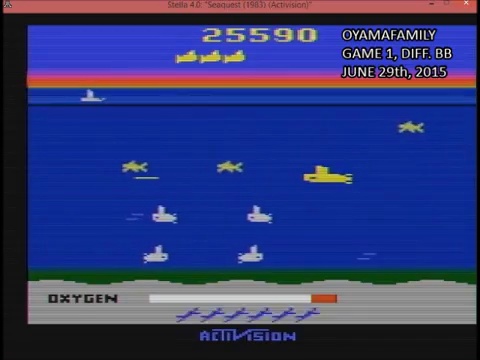 Stella 4.0: "Seaquest (1983) (Activision)"
25590
OYAMAFAMILY
GAME 1, DIFF. BB
JUNE 29th, 2015
OXYGEN
ACTIVISION